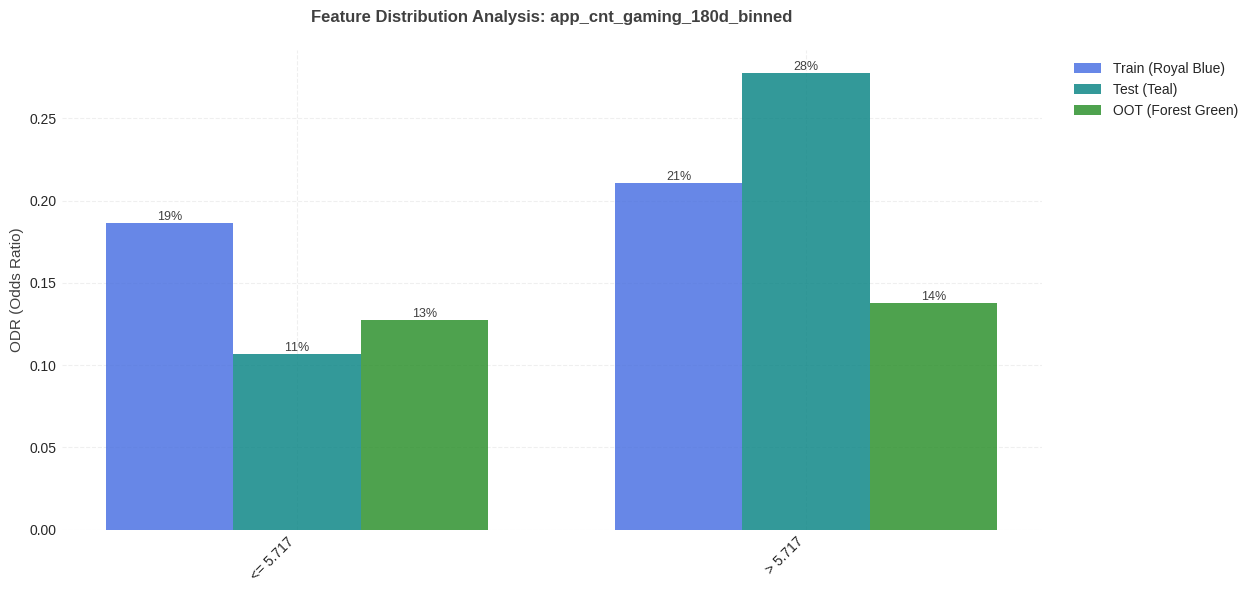 Feature Distribution Analysis: app_cnt_gaming_180d_binned
Train (Royal Blue)
Test (Teal)
OOT (Forest Green)
ODR (Odds Ratio)
0.25
0.20
0.15
0.10
0.05
0.00
19%
11%
13%
21%
28%
14%
<= 5.717
> 5.717